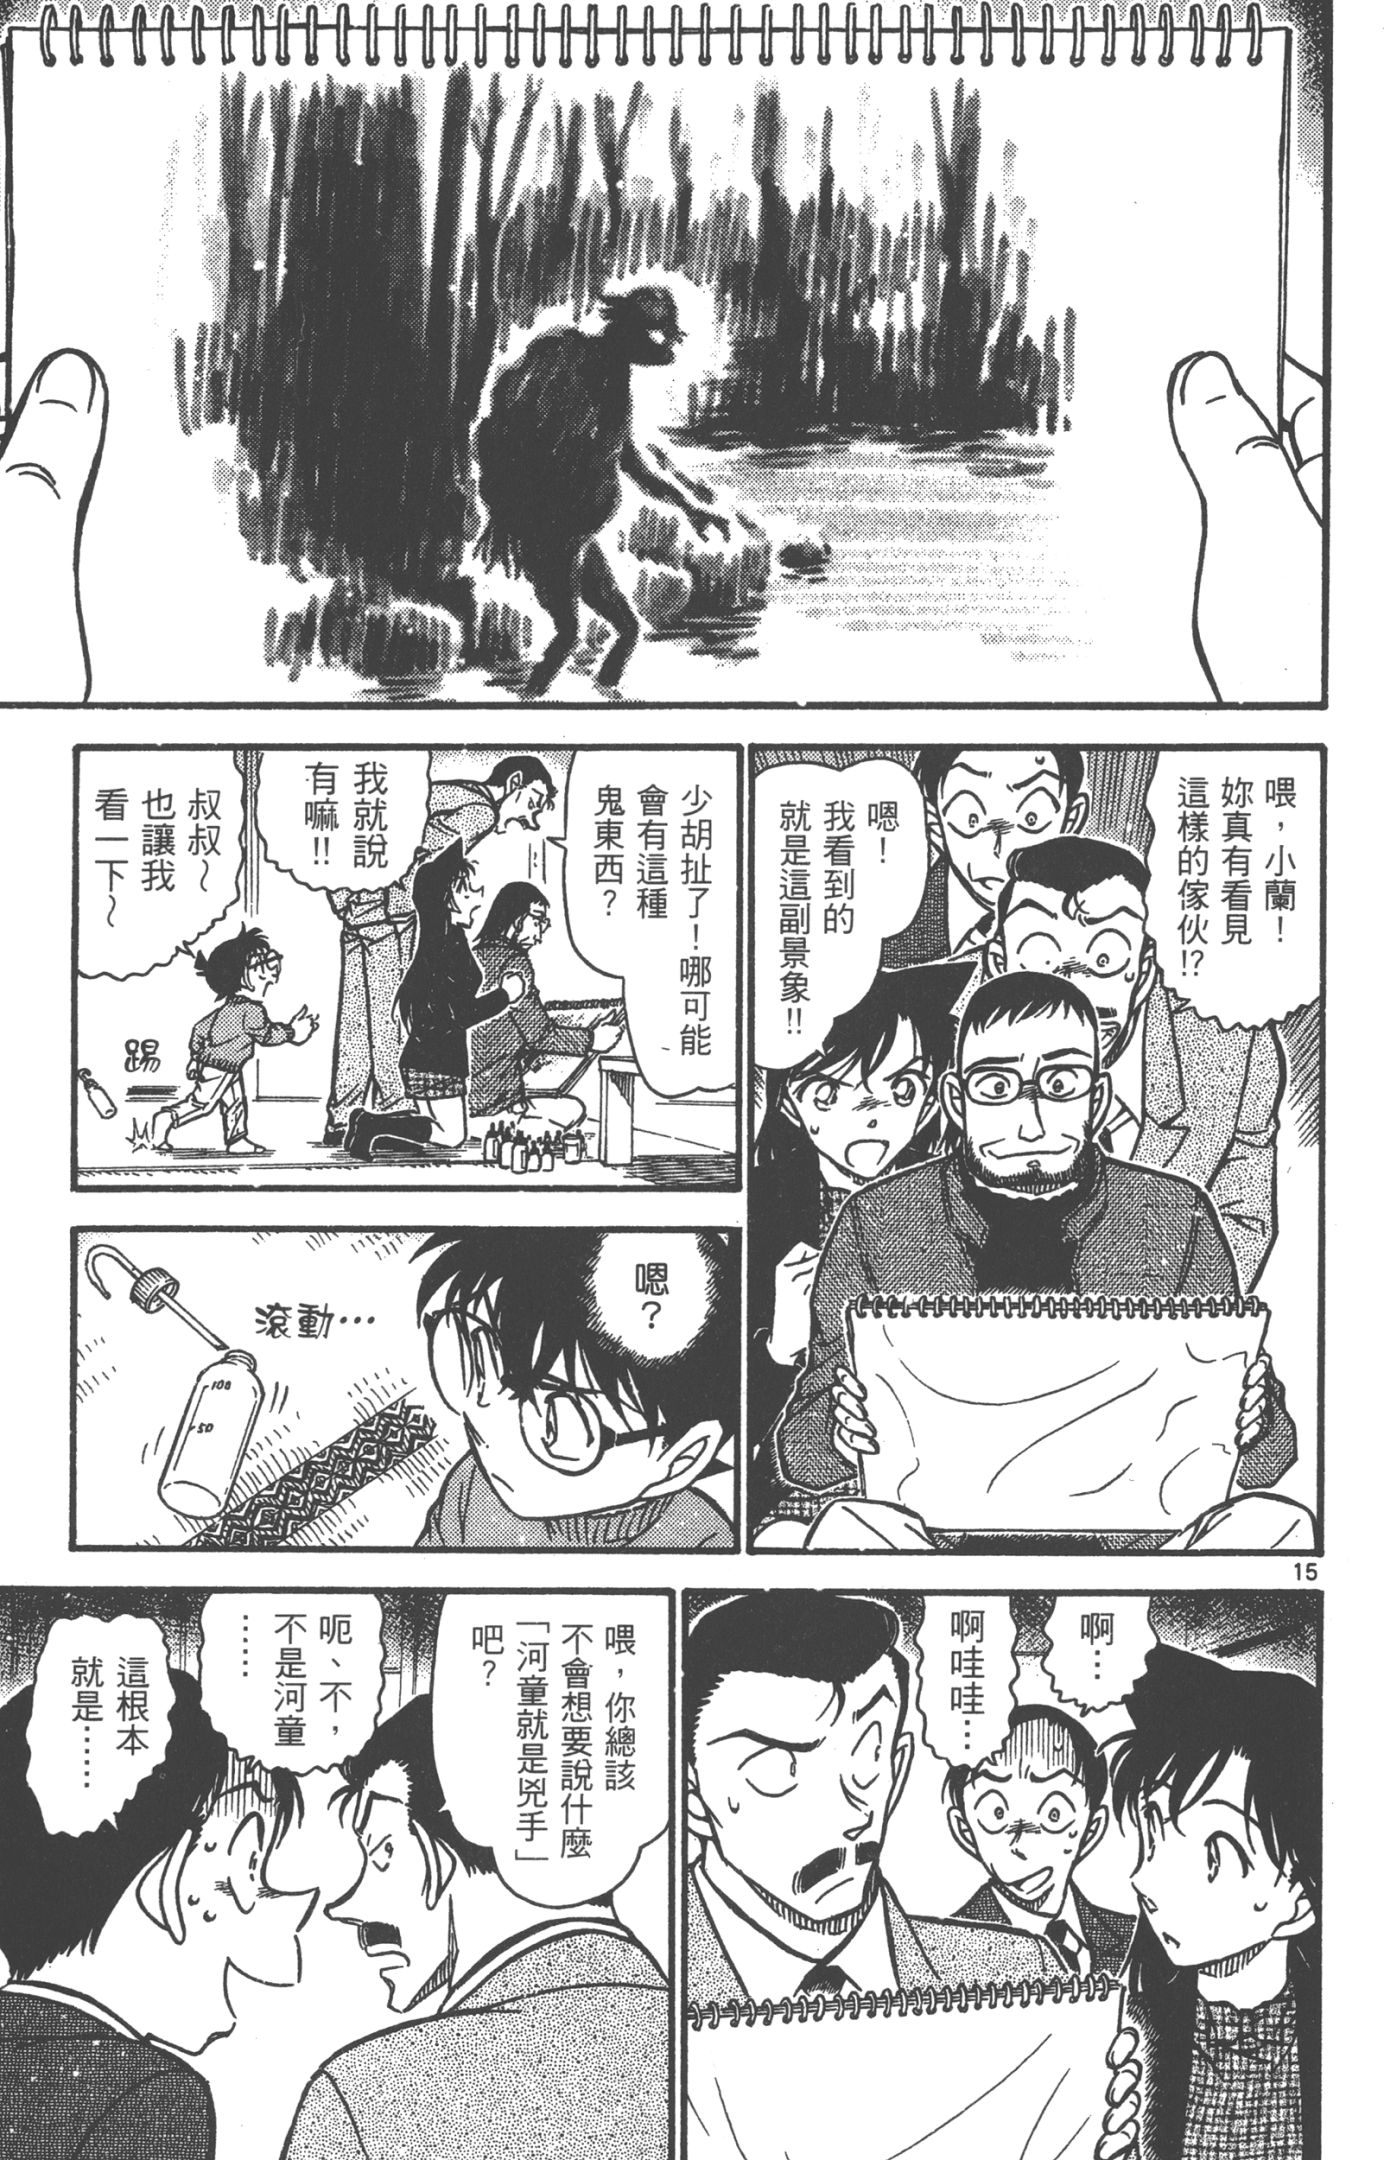 喂，小蘭！
妳真有看見
這樣的傢伙!?
嗯！
我看到的
就是這副景象!!
少胡扯了！哪可能
會有這種
鬼東西？
我就說
有嘛!!
叔叔～
也讓我
看一下～
踢
嗯？
滾動…
100
50
15
啊…
啊哇哇…
喂，你總該
不會想要說什麼
「河童就是兇手」
吧？
呃、不，
不是河童
……
這根本
就是……